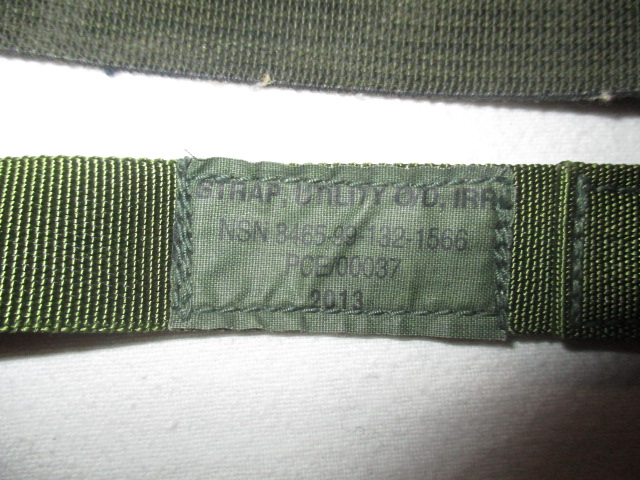 STRAP, UTILITY O/D. IRR
NSN 8465-99-132-1566
PCE/00037
2013